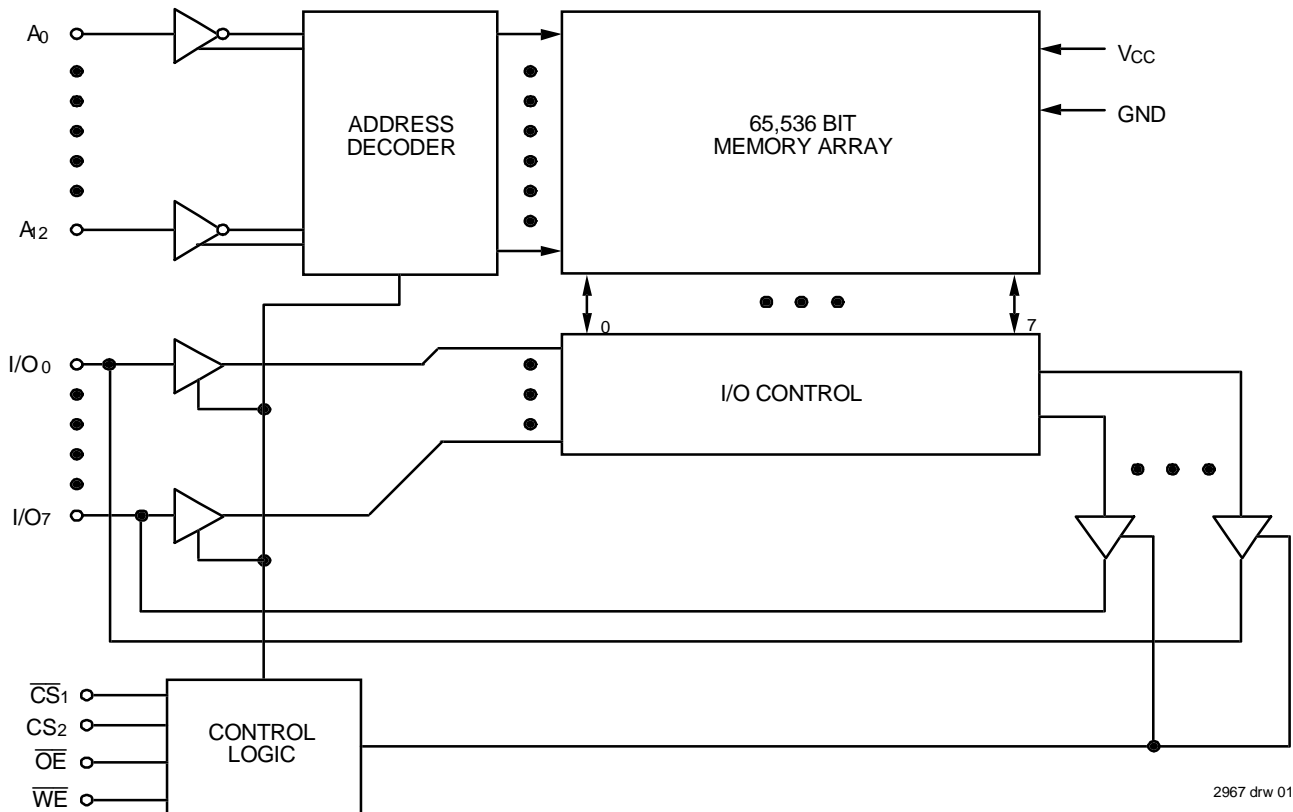 A0
ADDRESS
DECODER
65,536 BIT
MEMORY ARRAY
VCC
GND
A12
0
7
I/O 0
I/O CONTROL
I/O7
CS1
CS2
OE
WE
CONTROL
LOGIC
2967 drw 01